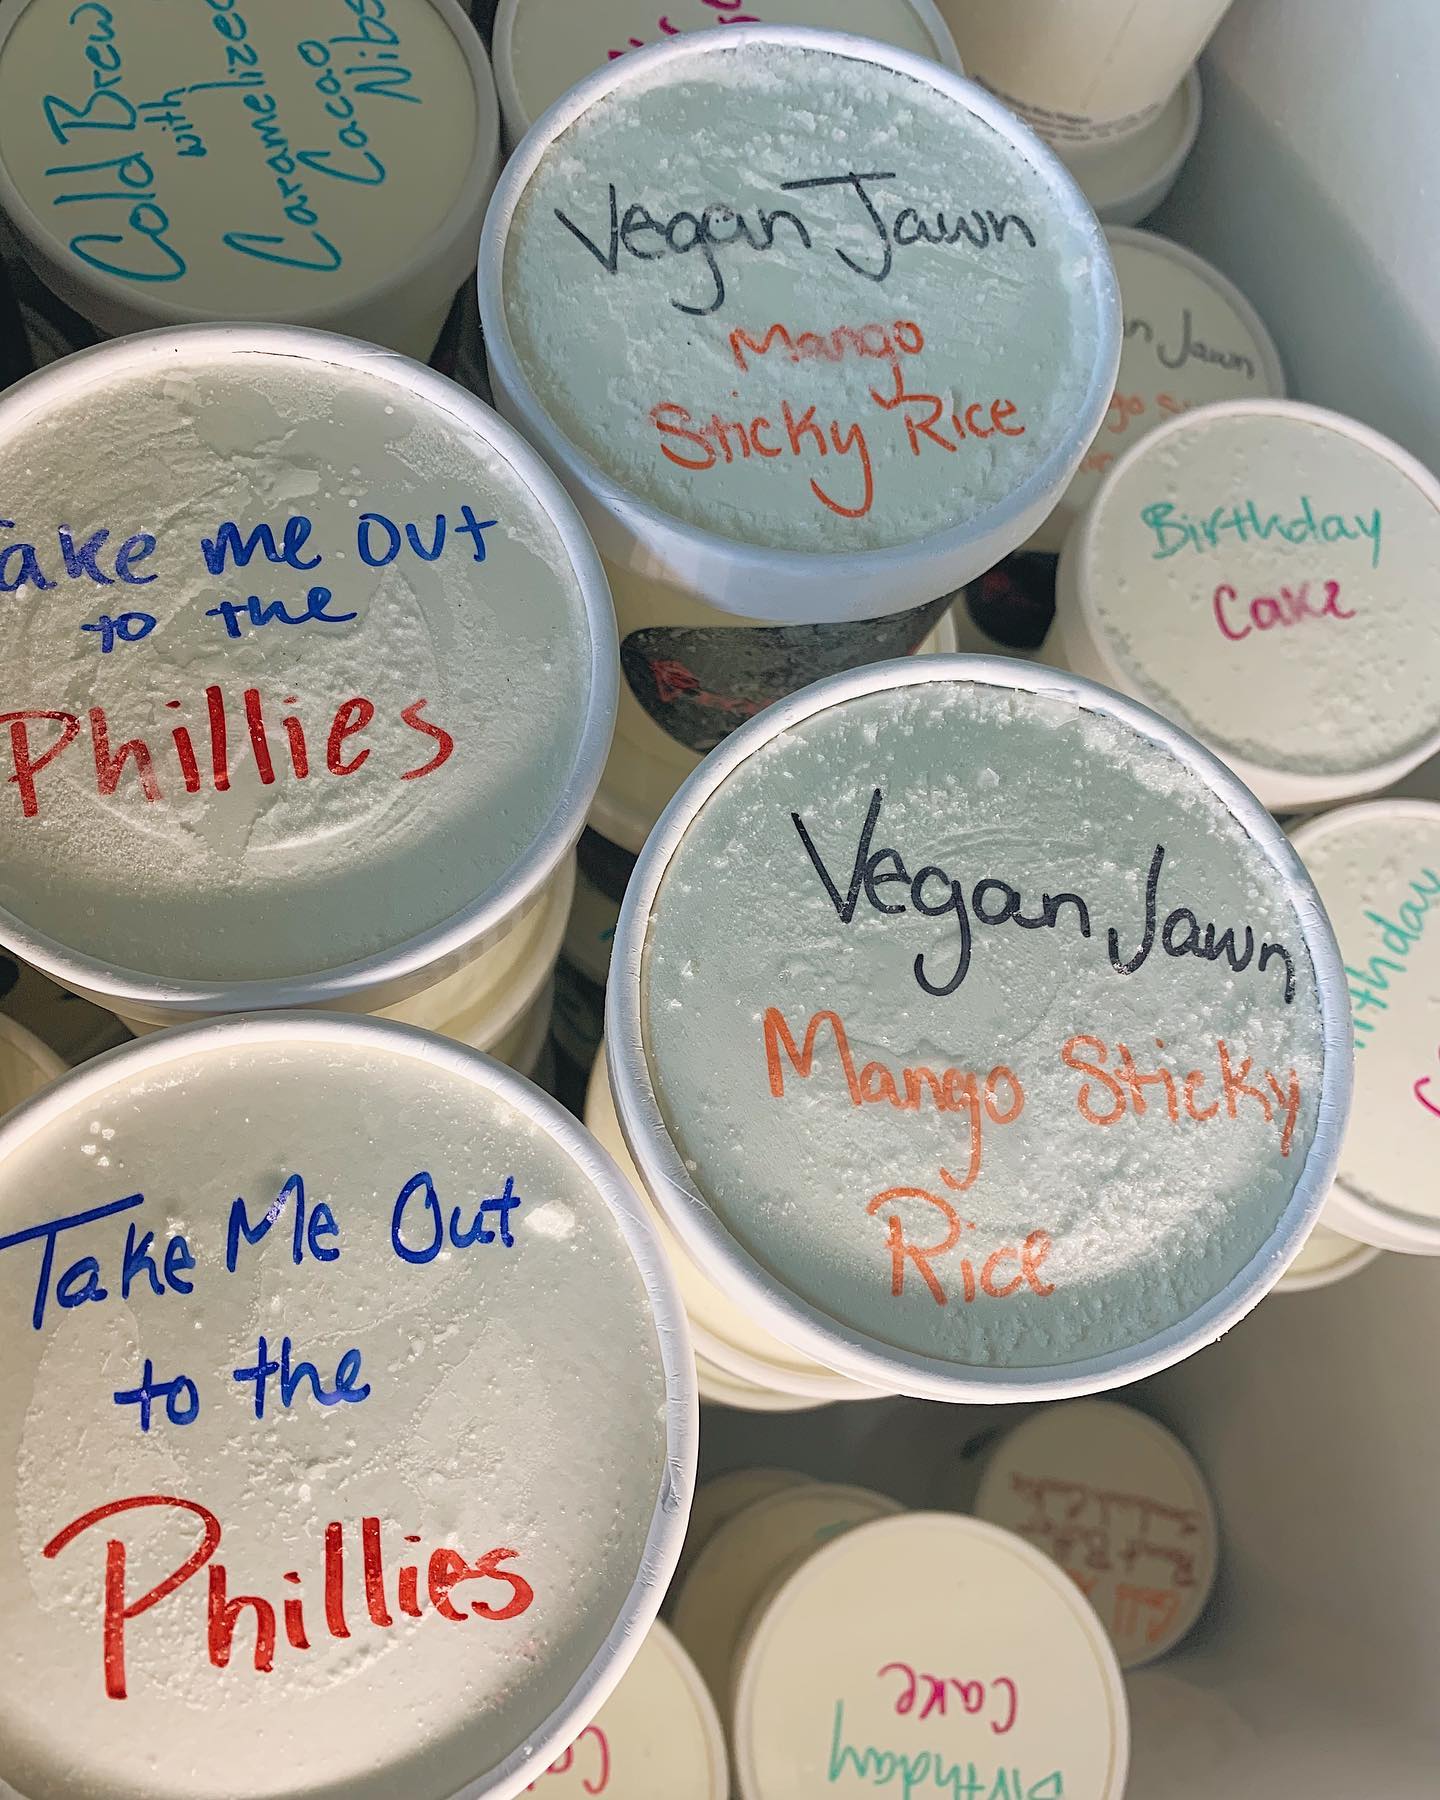 Cold Brew
with
Caramelized
Cacao
Nibs
Vegan Jawn
Mango
Sticky Rice
Jawn
Take me out
to the
Phillies
Birthday
Cake
Vegan Jawn
Mango Sticky
Rice
Take Me Out
to the
Phillies
Birthday
Cake